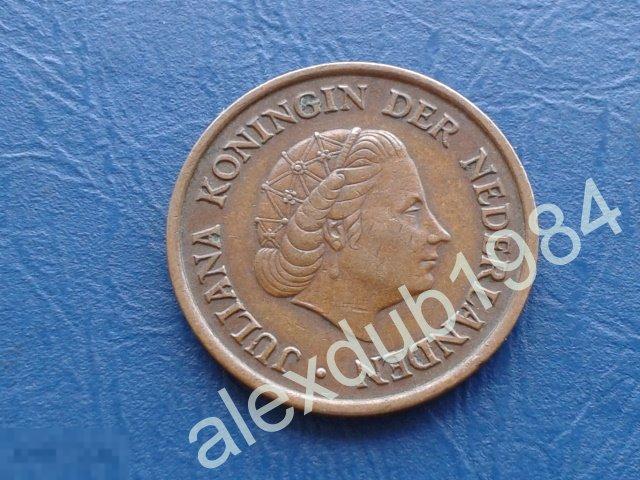 JULIANA KONINGIN DER NEDERLANDEN
alexdub1984